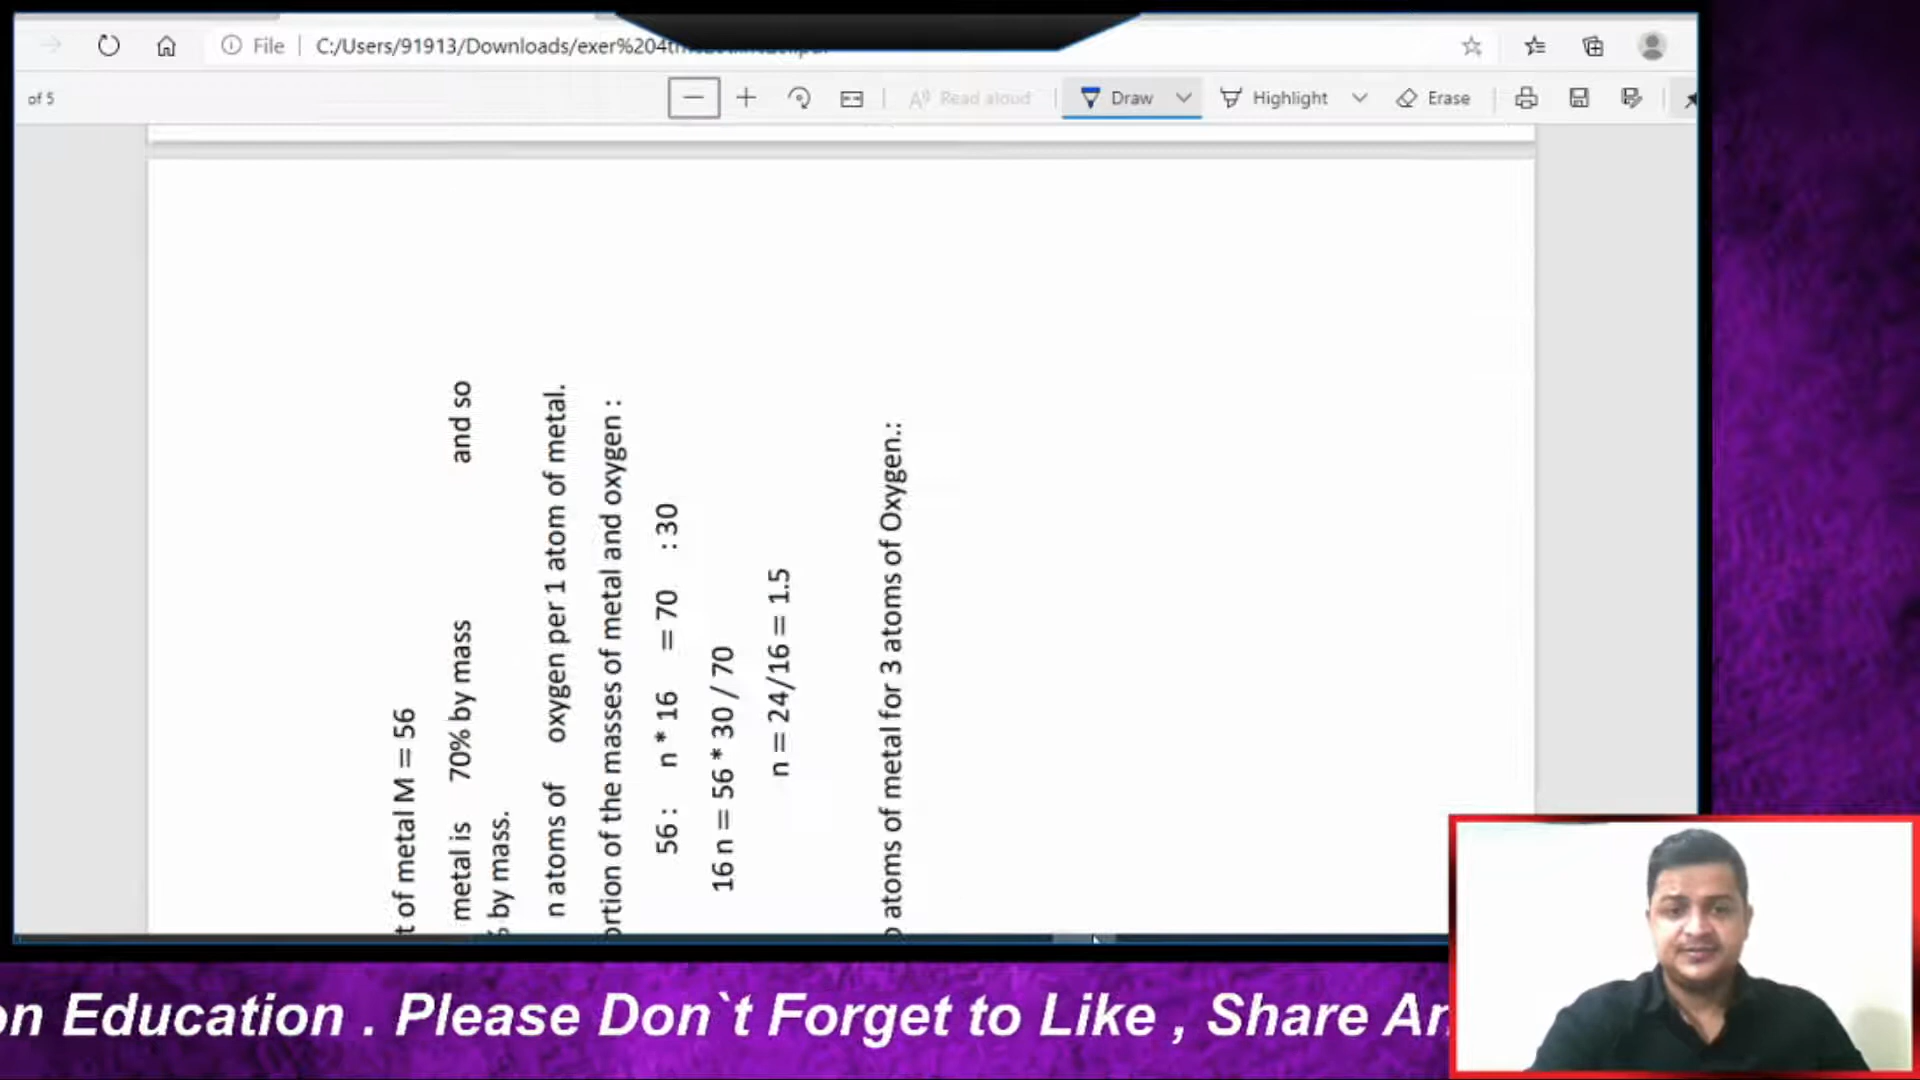 File
C:/Users/91913/Downloads/exer%204
of 5
Read aloud
Draw
Highlight
Erase
t of metal M = 56
metal is 70% by mass and so
by mass.
n atoms of oxygen per 1 atom of metal.
ortion of the masses of metal and oxygen :
56 : n * 16 = 70 : 30
16 n = 56 * 30 / 70
n = 24/16 = 1.5
o atoms of metal for 3 atoms of Oxygen.:
on Education . Please Don`t Forget to Like , Share An